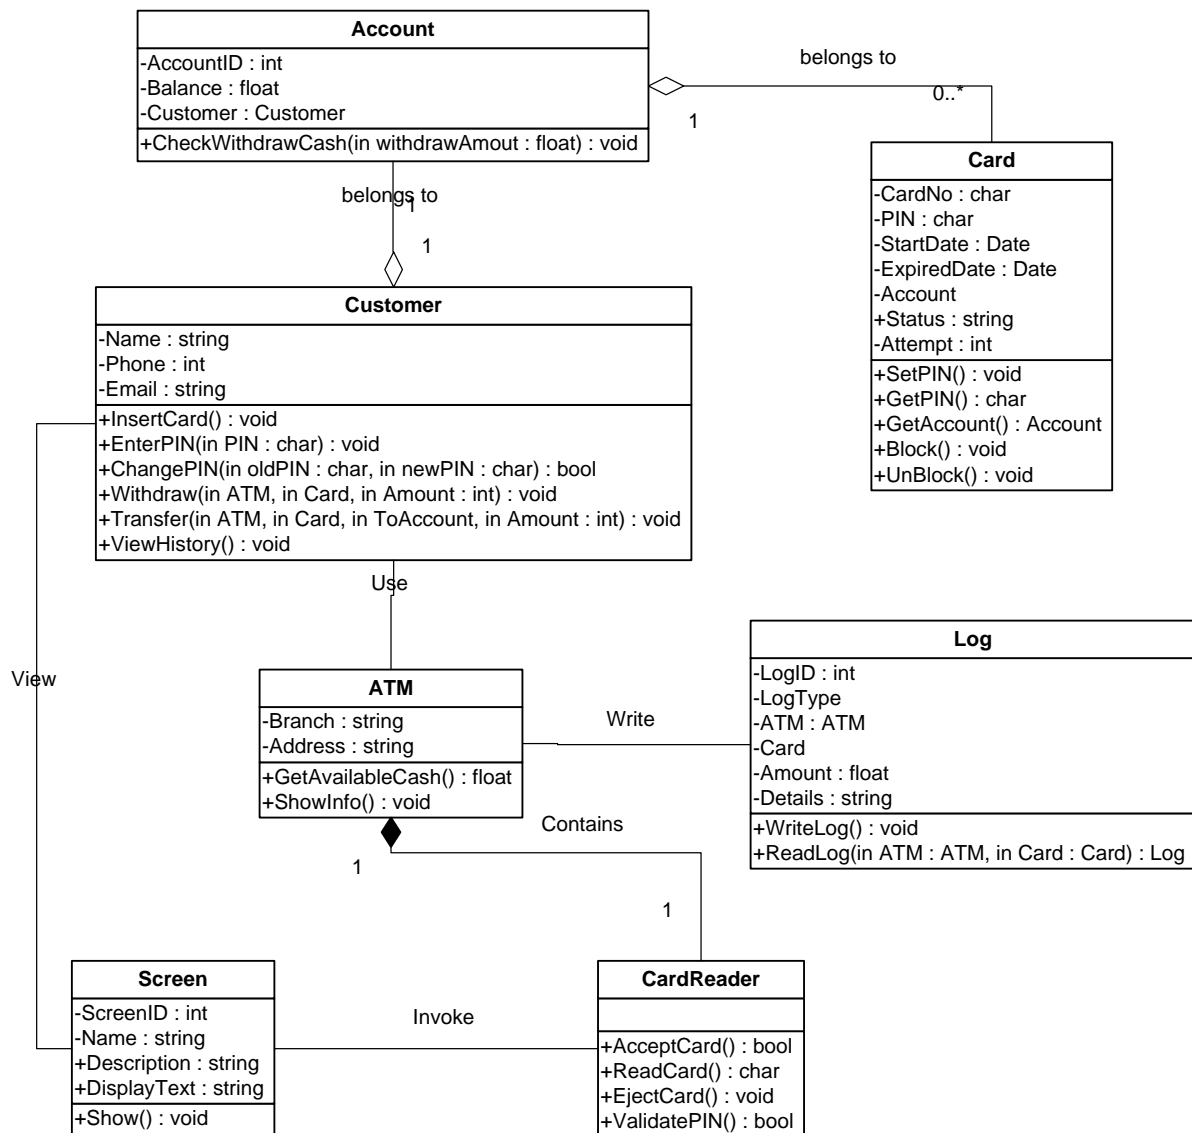 Account
-AccountID : int
-Balance : float
-Customer : Customer
+CheckWithdrawCash(in withdrawAmout : float) : void
belongs to
1
0..*
Card
-CardNo : char
-PIN : char
-StartDate : Date
-ExpiredDate : Date
-Account
+Status : string
-Attempt : int
+SetPIN() : void
+GetPIN() : char
+GetAccount() : Account
+Block() : void
+UnBlock() : void
belongs to
1
1
Customer
-Name : string
-Phone : int
-Email : string
+InsertCard() : void
+EnterPIN(in PIN : char) : void
+ChangePIN(in oldPIN : char, in newPIN : char) : bool
+Withdraw(in ATM, in Card, in Amount : int) : void
+Transfer(in ATM, in Card, in ToAccount, in Amount : int) : void
+ViewHistory() : void
Use
View
ATM
-Branch : string
-Address : string
+GetAvailableCash() : float
+ShowInfo() : void
Write
Log
-LogID : int
-LogType
-ATM : ATM
-Card
-Amount : float
-Details : string
+WriteLog() : void
+ReadLog(in ATM : ATM, in Card : Card) : Log
Contains
1
1
Screen
-ScreenID : int
-Name : string
+Description : string
+DisplayText : string
+Show() : void
Invoke
CardReader
+AcceptCard() : bool
+ReadCard() : char
+EjectCard() : void
+ValidatePIN() : bool